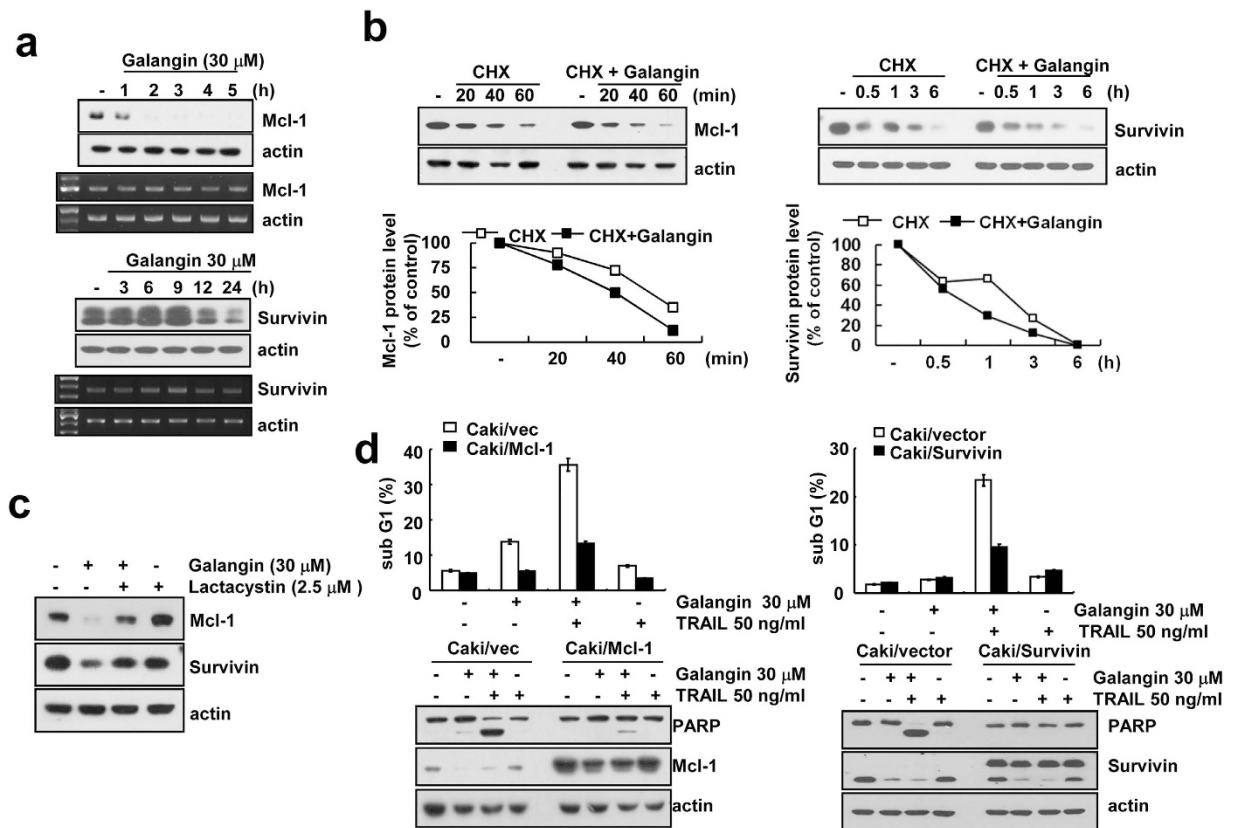 a
Galangin (30 μM)
- 1 2 3 4 5 (h)
Mcl-1
actin
Mcl-1
actin
Galangin 30 μM
- 3 6 9 12 24 (h)
Survivin
actin
Survivin
actin
b
CHX CHX + Galangin
- 20 40 60 - 20 40 60 (min)
Mcl-1
actin
CHX CHX+Galangin
Mcl-1 protein level
(% of control)
100
75
50
25
0
- 20 40 60 (min)
CHX CHX + Galangin
- 0.5 1 3 6 - 0.5 1 3 6 (h)
Survivin
actin
CHX CHX+Galangin
Survivin protein level
(% of control)
100
80
60
40
20
0
- 0.5 1 3 6 (h)
c
- + + - Galangin (30 μM)
- - + + Lactacystin (2.5 μM )
Mcl-1
Survivin
actin
d
Caki/vec
Caki/Mcl-1
sub G1 (%)
40
30
20
10
0
- + + - Galangin 30 μM
- - + + TRAIL 50 ng/ml
Caki/vec Caki/Mcl-1
- + + - - + + - Galangin 30 μM
- - + + - - + + TRAIL 50 ng/ml
PARP
Mcl-1
actin
Caki/vector
Caki/Survivin
sub G1 (%)
30
20
10
0
- + + - Galangin 30 μM
- - + + TRAIL 50 ng/ml
Caki/vector Caki/Survivin
- + + - - + + - Galangin 30 μM
- - + + - - + + TRAIL 50 ng/ml
PARP
Survivin
actin